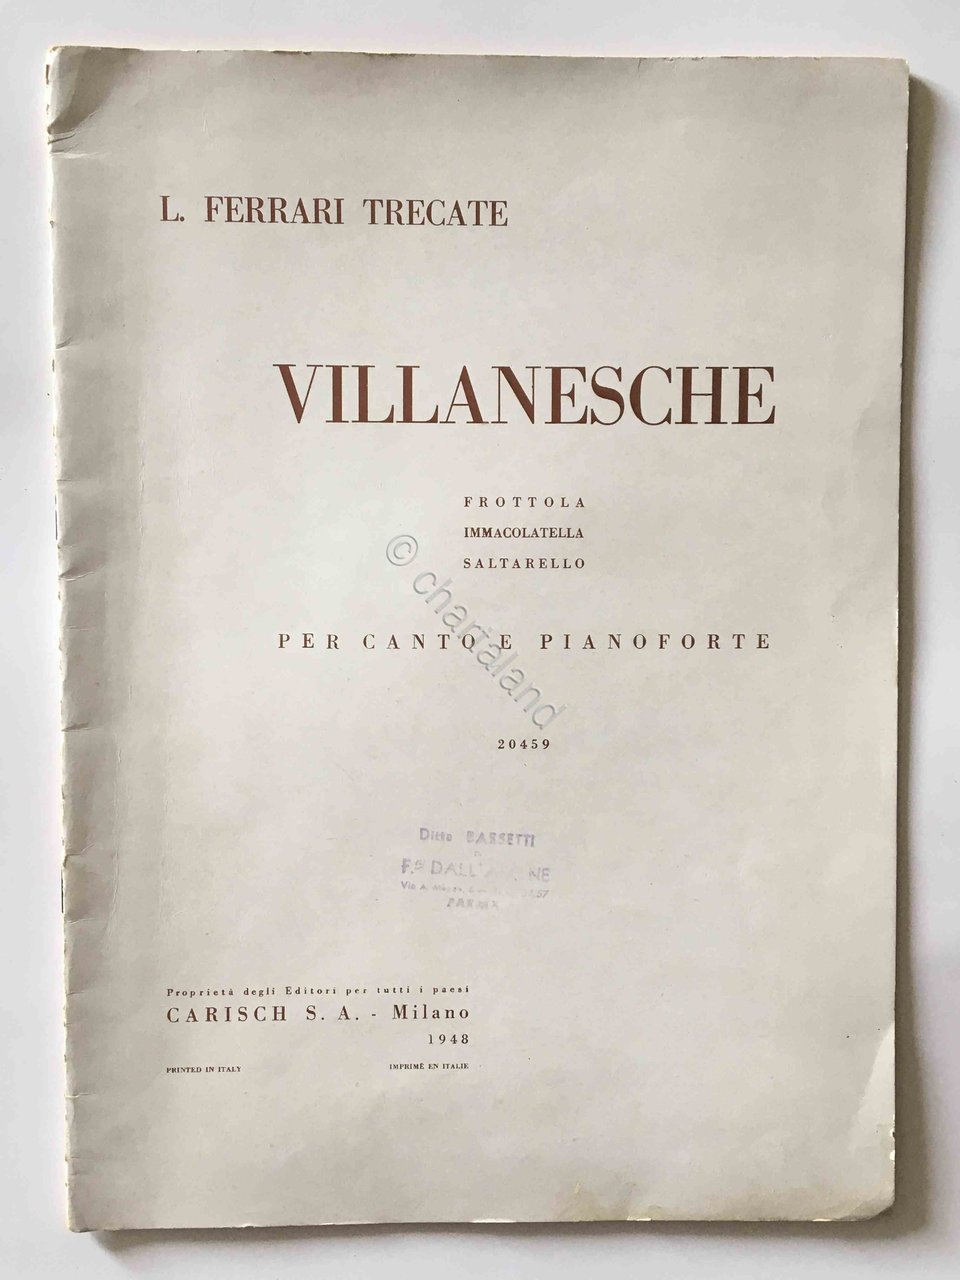 L. FERRARI TRECATE
VILLANESCHE
FROTTOLA
IMMACOLATELLA
SALTARELLO
PER CANTO E PIANOFORTE
© chartaland
20459
Ditta BASSETTI
PARMA
Proprietà degli Editori per tutti i paesi
CARISCH S. A. - Milano
1948
PRINTED IN ITALY
IMPRIMÉ EN ITALIE